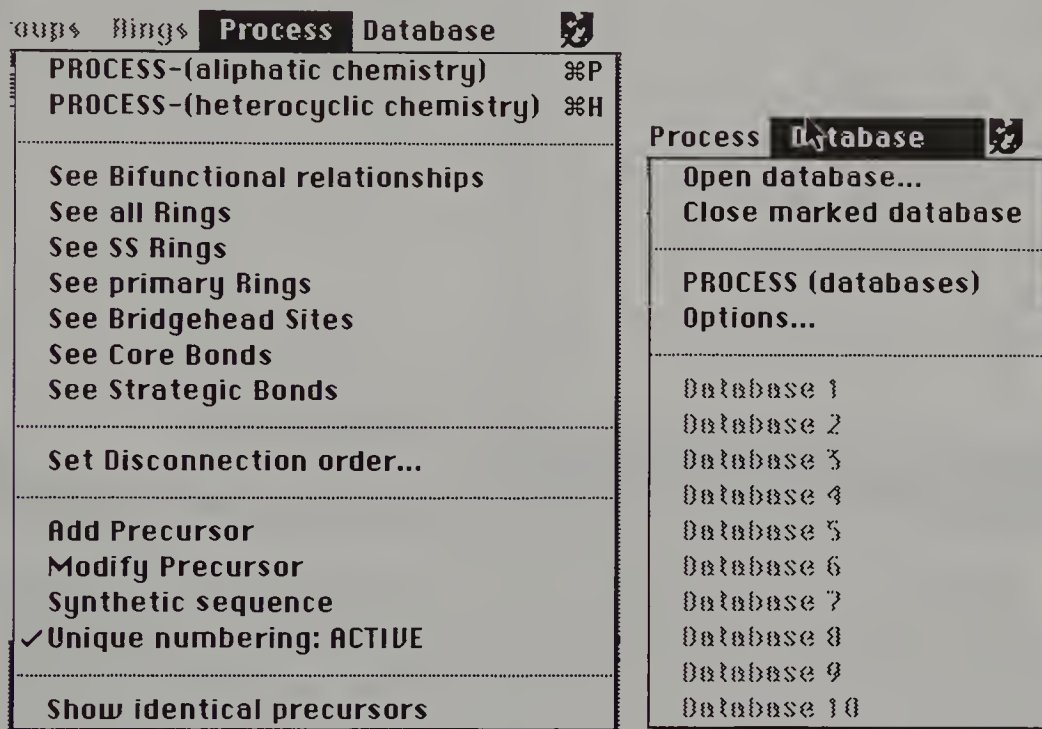 oups Rings Process Database
PROCESS-(aliphatic chemistry) ⌘P
PROCESS-(heterocyclic chemistry) ⌘H
See Bifunctional relationships
See all Rings
See SS Rings
See primary Rings
See Bridgehead Sites
See Core Bonds
See Strategic Bonds
Set Disconnection order...
Add Precursor
Modify Precursor
Synthetic sequence
✓Unique numbering: ACTIVE
Show identical precursors
Process Database
Open database...
Close marked database
PROCESS (databases)
Options...
Database 1
Database 2
Database 3
Database 4
Database 5
Database 6
Database 7
Database 8
Database 9
Database 10